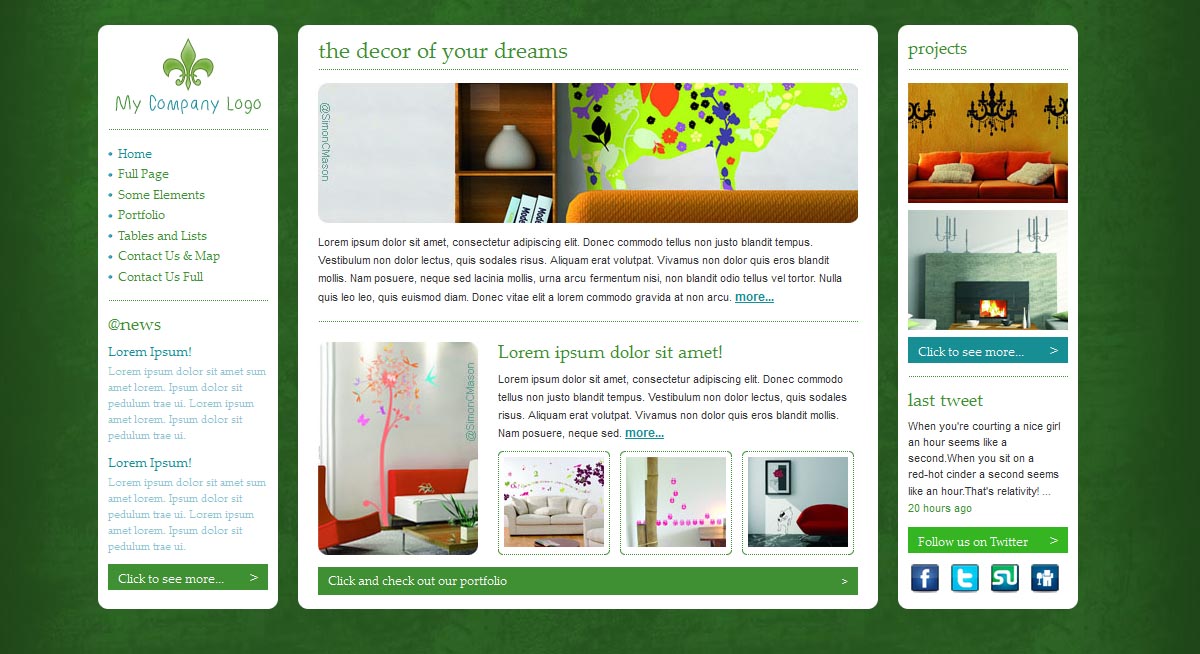 My Company Logo
Home
Full Page
Some Elements
Portfolio
Tables and Lists
Contact Us & Map
Contact Us Full
@news
Lorem Ipsum!
Lorem ipsum dolor sit amet sum
amet lorem. Ipsum dolor sit
pedulum trae ui. Lorem ipsum
amet lorem. Ipsum dolor sit
pedulum trae ui.
Lorem Ipsum!
Lorem ipsum dolor sit amet sum
amet lorem. Ipsum dolor sit
pedulum trae ui. Lorem ipsum
amet lorem. Ipsum dolor sit
pedulum trae ui.
Click to see more... >
the decor of your dreams
@SimonCMason
Model
Model
Lorem ipsum dolor sit amet, consectetur adipiscing elit. Donec commodo tellus non justo blandit tempus.
Vestibulum non dolor lectus, quis sodales risus. Aliquam erat volutpat. Vivamus non dolor quis eros blandit
mollis. Nam posuere, neque sed lacinia mollis, urna arcu fermentum nisi, non blandit odio tellus vel tortor. Nulla
quis leo leo, quis euismod diam. Donec vitae elit a lorem commodo gravida at non arcu. more...
@SimonCMason
Lorem ipsum dolor sit amet!
Lorem ipsum dolor sit amet, consectetur adipiscing elit. Donec commodo
tellus non justo blandit tempus. Vestibulum non dolor lectus, quis sodales
risus. Aliquam erat volutpat. Vivamus non dolor quis eros blandit mollis.
Nam posuere, neque sed. more...
Click and check out our portfolio >
projects
Click to see more... >
last tweet
When you're courting a nice girl
an hour seems like a
second.When you sit on a
red-hot cinder a second seems
like an hour.That's relativity! ...
20 hours ago
Follow us on Twitter >